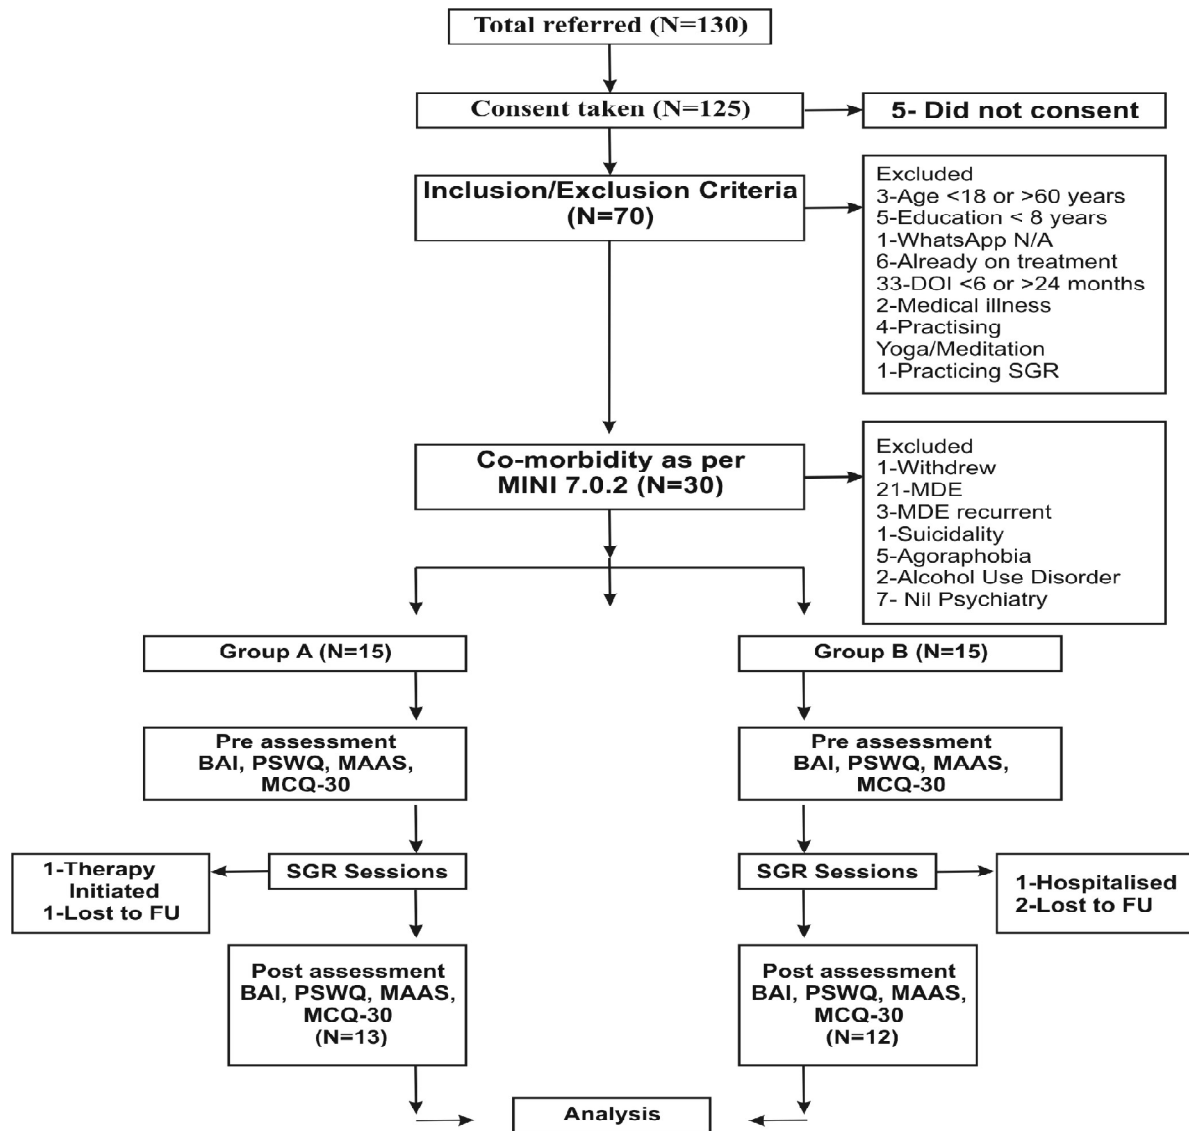 Total referred (N=130)
Consent taken (N=125)
5- Did not consent
Inclusion/Exclusion Criteria
(N=70)
Excluded
3-Age <18 or >60 years
5-Education < 8 years
1-WhatsApp N/A
6-Already on treatment
33-DOI <6 or >24 months
2-Medical illness
4-Practising
Yoga/Meditation
1-Practicing SGR
Co-morbidity as per
MINI 7.0.2 (N=30)
Excluded
1-Withdrew
21-MDE
3-MDE recurrent
1-Suicidality
5-Agoraphobia
2-Alcohol Use Disorder
7- Nil Psychiatry
Group A (N=15)
Group B (N=15)
Pre assessment
BAI, PSWQ, MAAS,
MCQ-30
Pre assessment
BAI, PSWQ, MAAS,
MCQ-30
1-Therapy
Initiated
1-Lost to FU
SGR Sessions
SGR Sessions
1-Hospitalised
2-Lost to FU
Post assessment
BAI, PSWQ, MAAS,
MCQ-30
(N=13)
Post assessment
BAI, PSWQ, MAAS,
MCQ-30
(N=12)
Analysis